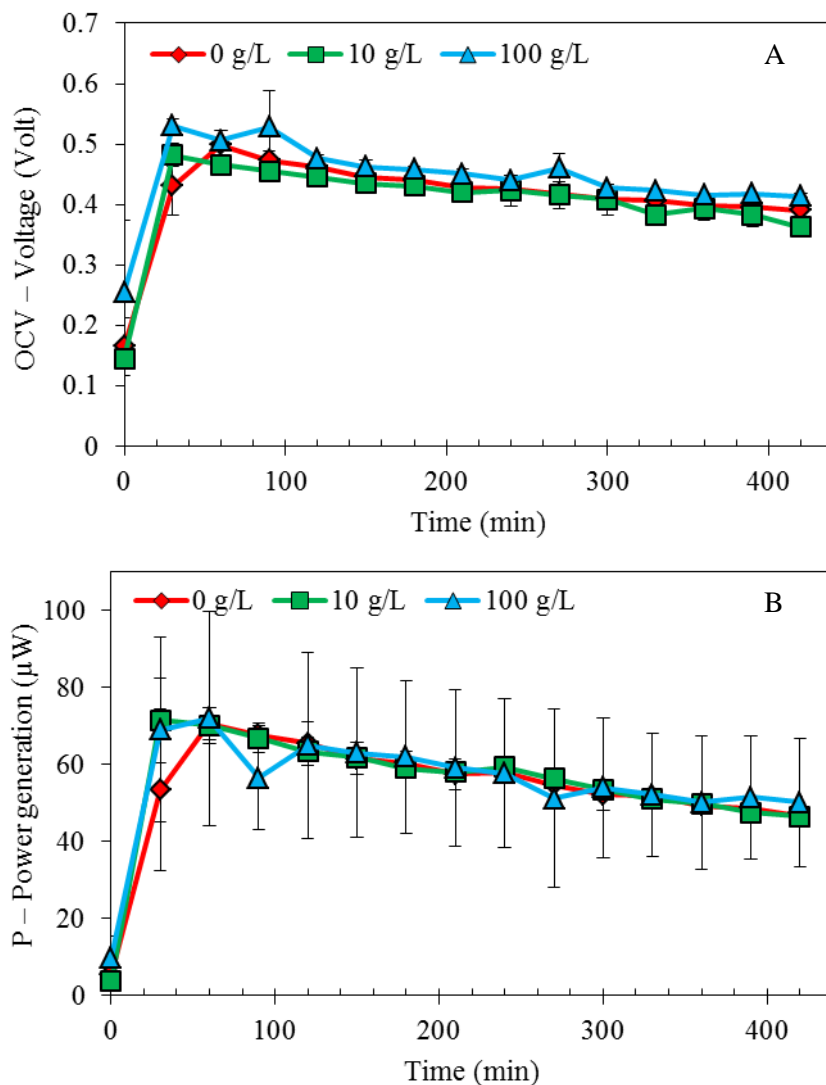 0.7
0 g/L 10 g/L 100 g/L A
0.6
0.5
0.4
0.3
0.2
0.1
0
OCV – Voltage (Volt)
0 100 200 300 400
Time (min)
0 g/L 10 g/L 100 g/L B
100
80
60
40
20
0
P – Power generation (µW)
0 100 200 300 400
Time (min)